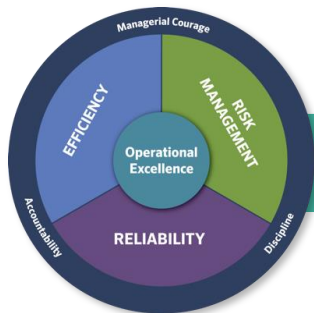 Managerial Courage
EFFICIENCY
RISK
MANAGEMENT
Operational
Excellence
RELIABILITY
Accountability
Discipline